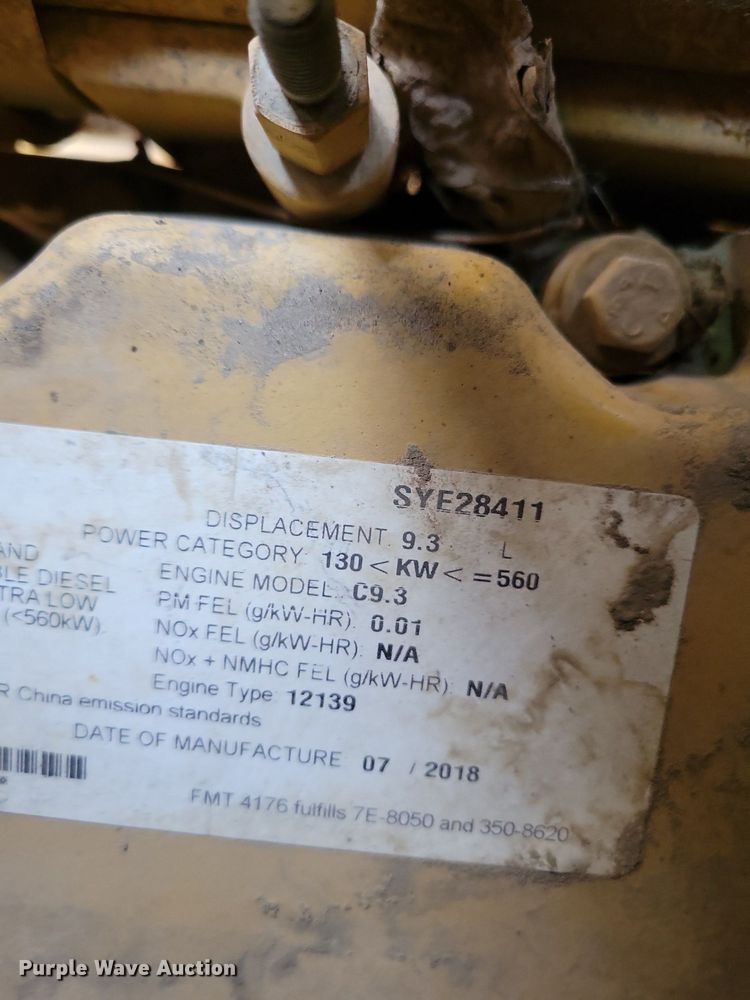 SYE28411
DISPLACEMENT: 9.3 L
AND POWER CATEGORY: 130 < KW < =560
BLE DIESEL ENGINE MODEL: C9.3
TRA LOW PM FEL (g/kW-HR): 0.01
(<560kW). NOx FEL (g/kW-HR): N/A
NOx + NMHC FEL (g/kW-HR): N/A
Engine Type: 12139
R China emission standards
DATE OF MANUFACTURE 07 / 2018
FMT 4176 fulfills 7E-8050 and 350-8620
Purple Wave Auction